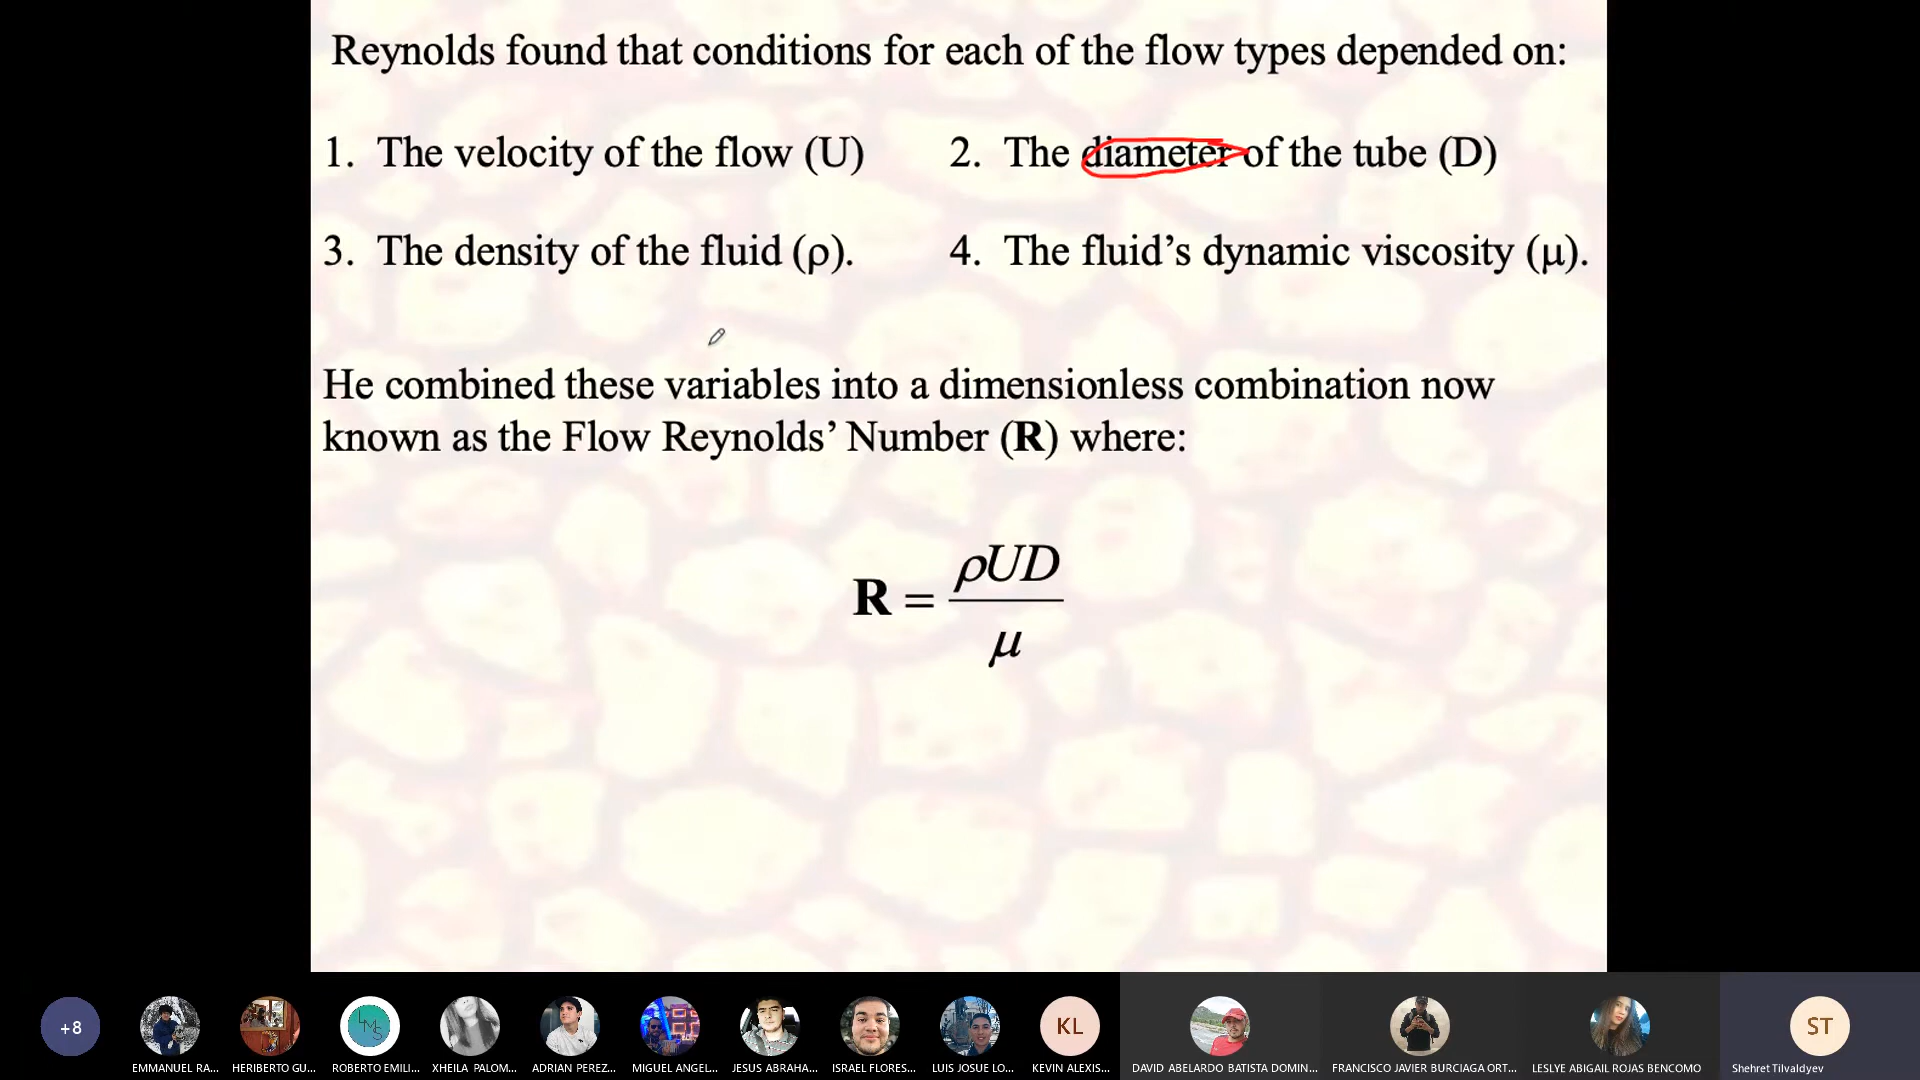 Reynolds found that conditions for each of the flow types depended on:
1. The velocity of the flow (U)
2. The diameter of the tube (D)
3. The density of the fluid (ρ).
4. The fluid’s dynamic viscosity (μ).
He combined these variables into a dimensionless combination now
known as the Flow Reynolds’ Number (R) where:
R = ρUD / μ
+8
LMS
KL
ST
EMMANUEL RA...
HERIBERTO GU...
ROBERTO EMILI...
XHEILA PALOM...
ADRIAN PEREZ...
MIGUEL ANGEL...
JESUS ABRAHA...
ISRAEL FLORES...
LUIS JOSUE LO...
KEVIN ALEXIS...
DAVID ABELARDO BATISTA DOMIN...
FRANCISCO JAVIER BURCIAGA ORT...
LESLYE ABIGAIL ROJAS BENCOMO
Shehret Tilvaldyev